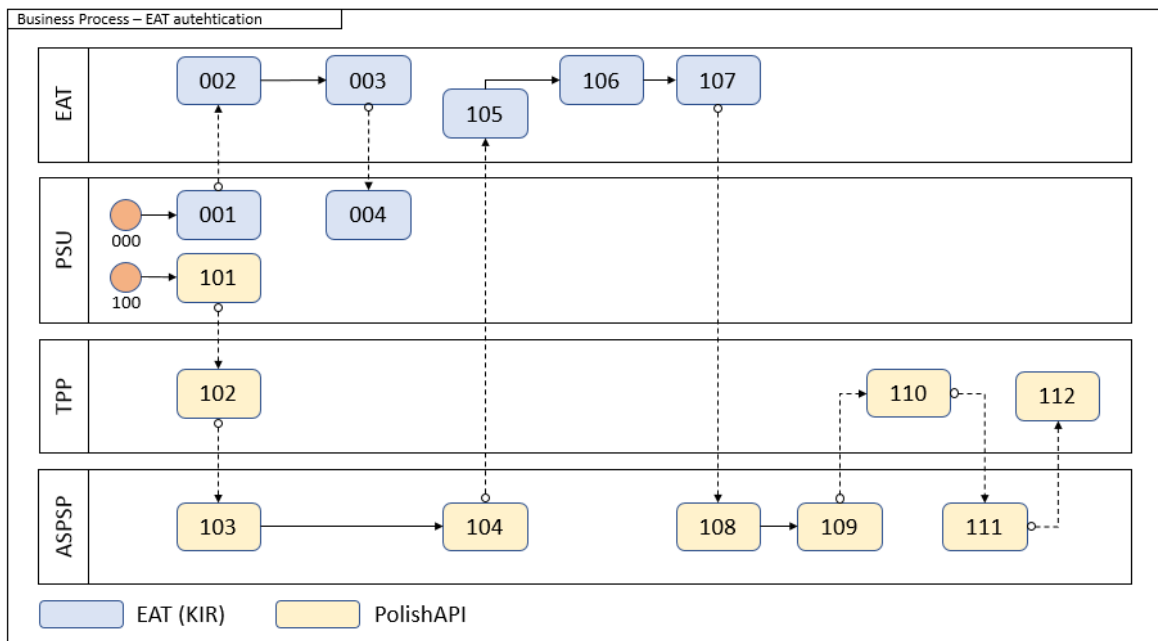 Business Process – EAT autehtication
EAT
002
003
105
106
107
PSU
000
001
004
100
101
TPP
102
110
112
ASPSP
103
104
108
109
111
EAT (KIR)
PolishAPI